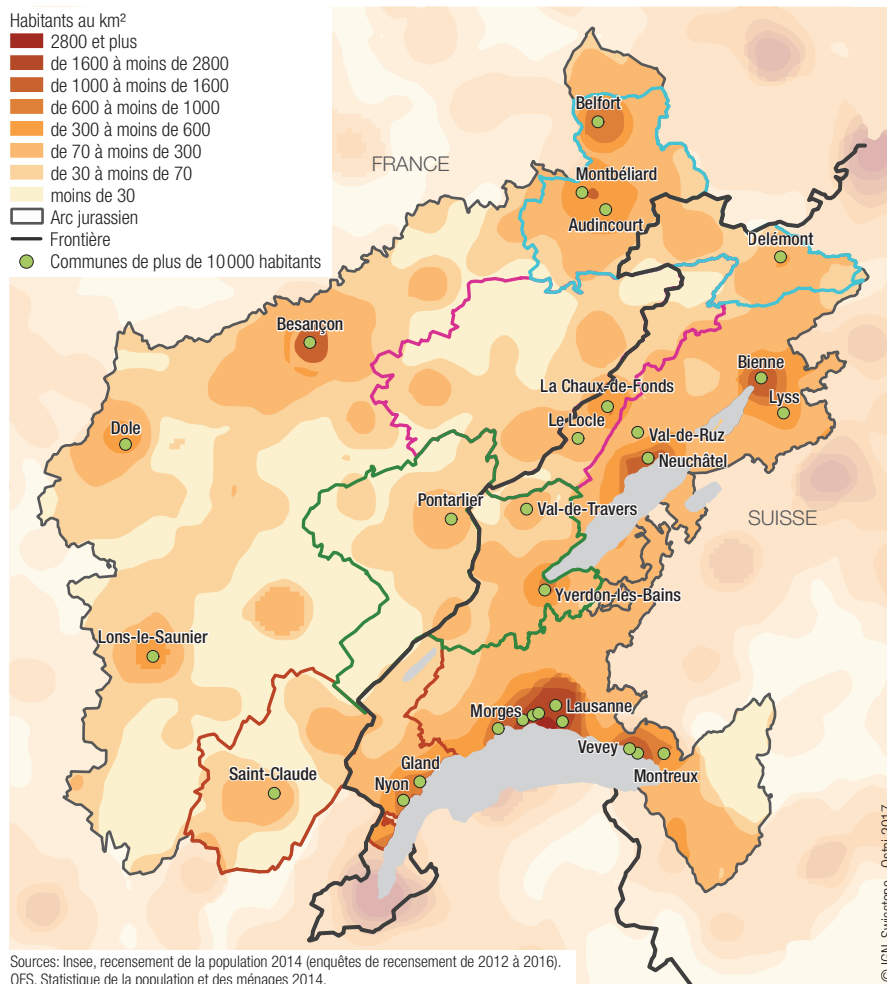 Habitants au km²
2800 et plus
de 1600 à moins de 2800
de 1000 à moins de 1600
de 600 à moins de 1000
de 300 à moins de 600
de 70 à moins de 300
de 30 à moins de 70
moins de 30
Arc jurassien
Frontière
Communes de plus de 10 000 habitants
FRANCE
Belfort
Montbéliard
Audincourt
Delémont
Besançon
Bienne
La Chaux-de-Fonds
Lyss
Le Locle
Dole
Val-de-Ruz
Neuchâtel
Pontarlier
Val-de-Travers
SUISSE
Yverdon-les-Bains
Lons-le-Saunier
Morges
Lausanne
Vevey
Gland
Montreux
Saint-Claude
Nyon
© IGN, Swisstopo - Ostaj 2017
Sources: Insee, recensement de la population 2014 (enquêtes de recensement de 2012 à 2016).
OFS, Statistique de la population et des ménages 2014.